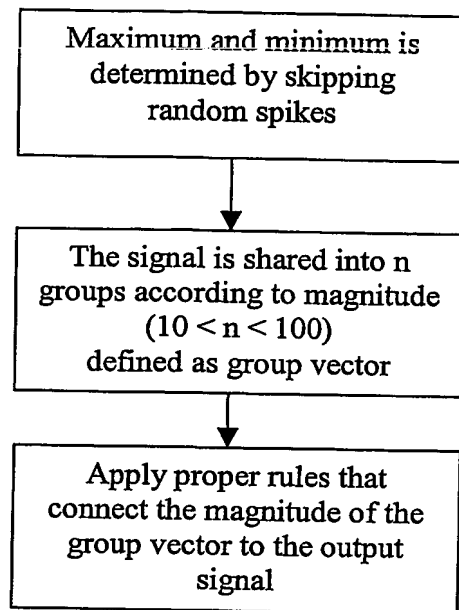 Maximum and minimum is
determined by skipping
random spikes
The signal is shared into n
groups according to magnitude
(10 < n < 100)
defined as group vector
Apply proper rules that
connect the magnitude of the
group vector to the output
signal